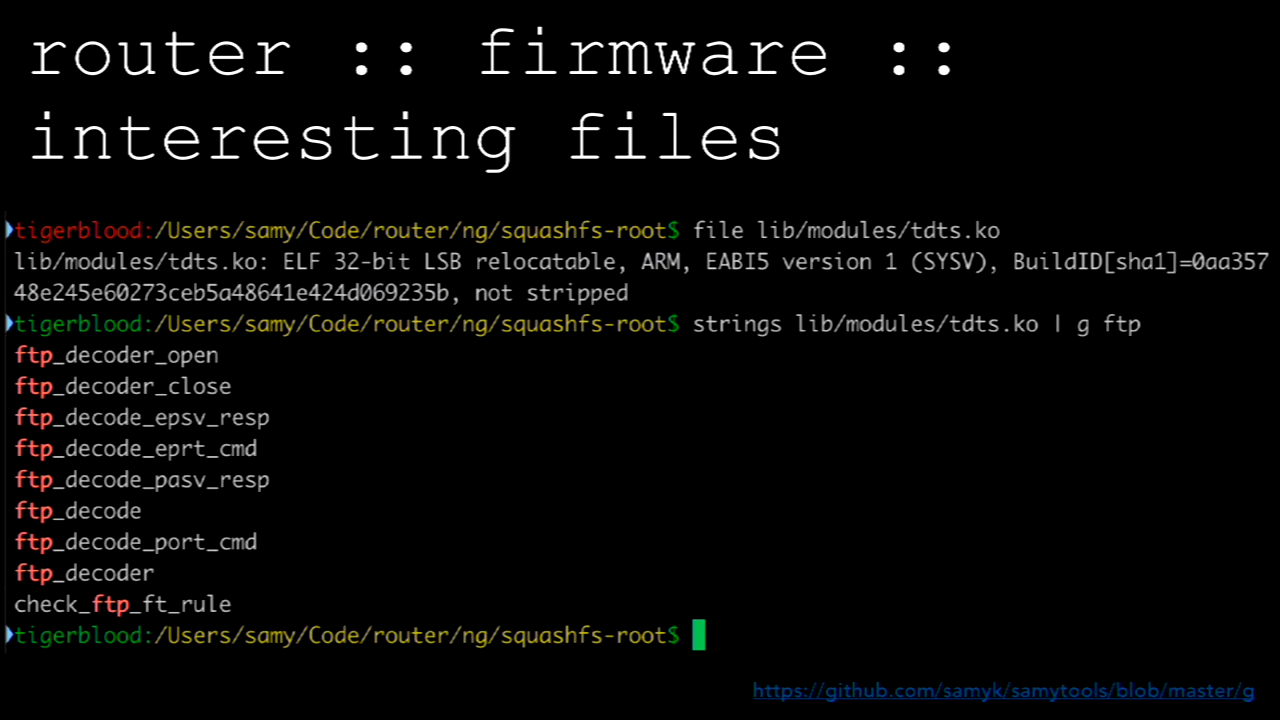 router :: firmware ::
interesting files
tigerblood:/Users/samy/Code/router/ng/squashfs-root$ file lib/modules/tdts.ko
lib/modules/tdts.ko: ELF 32-bit LSB relocatable, ARM, EABI5 version 1 (SYSV), BuildID[sha1]=0aa357
48e245e60273ceb5a48641e424d069235b, not stripped
tigerblood:/Users/samy/Code/router/ng/squashfs-root$ strings lib/modules/tdts.ko | g ftp
ftp_decoder_open
ftp_decoder_close
ftp_decode_epsv_resp
ftp_decode_eprt_cmd
ftp_decode_pasv_resp
ftp_decode
ftp_decode_port_cmd
ftp_decoder
check_ftp_ft_rule
tigerblood:/Users/samy/Code/router/ng/squashfs-root$
https://github.com/samyk/samytools/blob/master/g